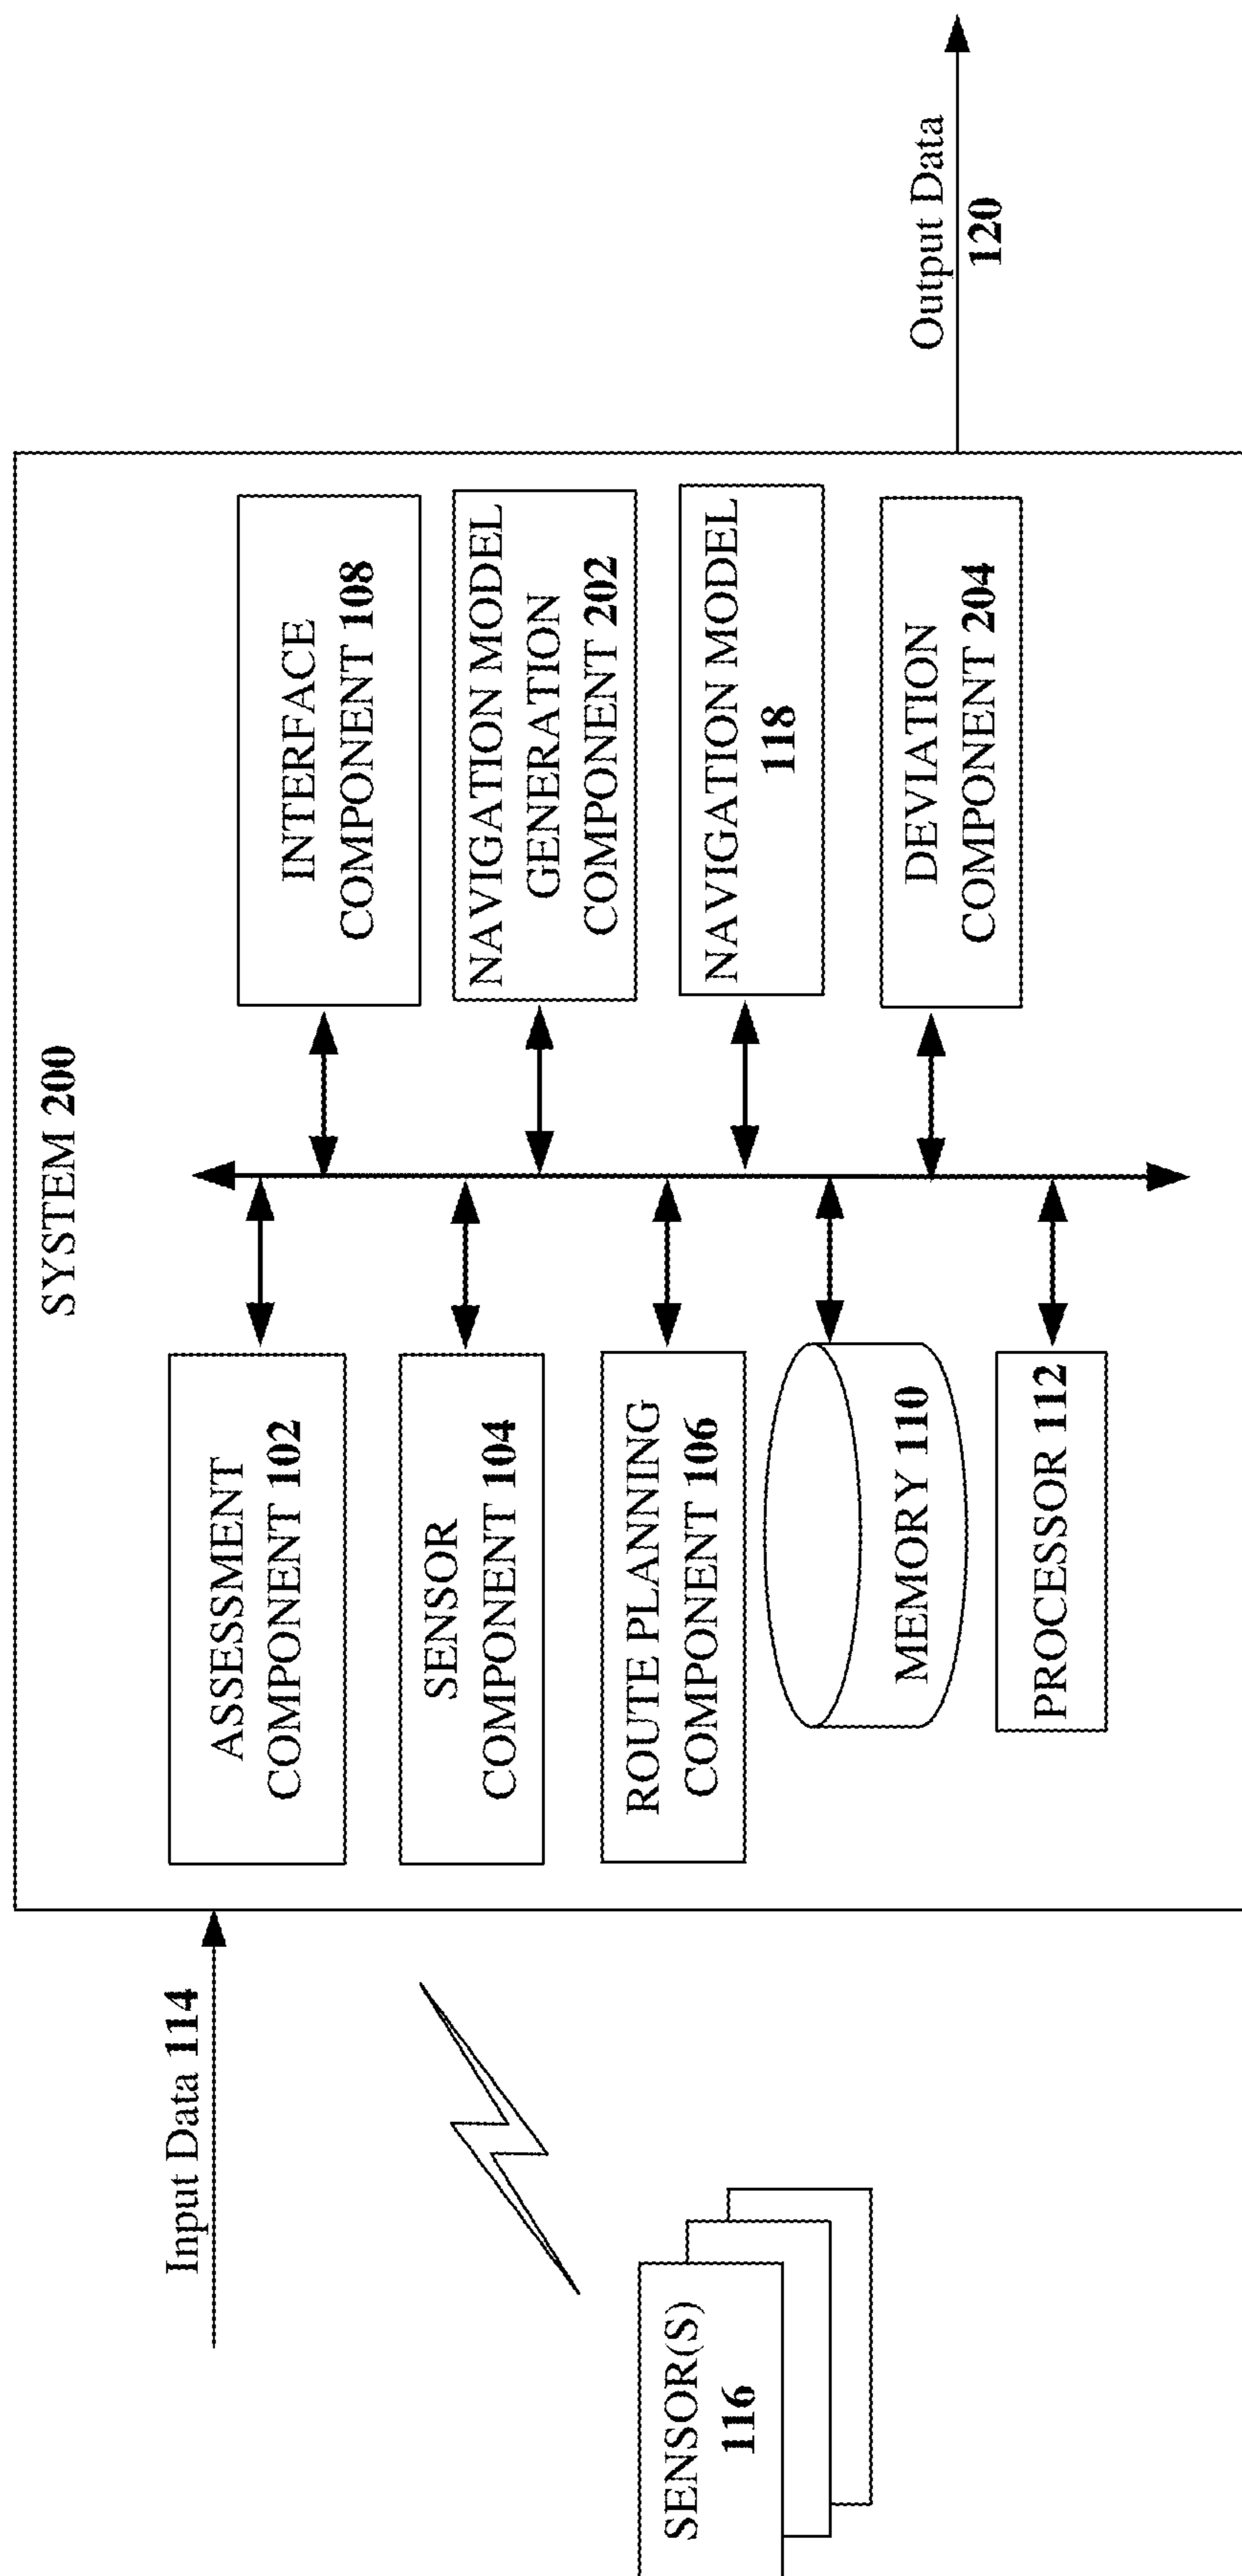 SYSTEM 200
Input Data 114
SENSOR(S)
116
ASSESSMENT
COMPONENT 102
SENSOR
COMPONENT 104
ROUTE PLANNING
COMPONENT 106
MEMORY 110
PROCESSOR 112
INTERFACE
COMPONENT 108
NAVIGATION MODEL
GENERATION
COMPONENT 202
NAVIGATION MODEL
118
DEVIATION
COMPONENT 204
Output Data
120